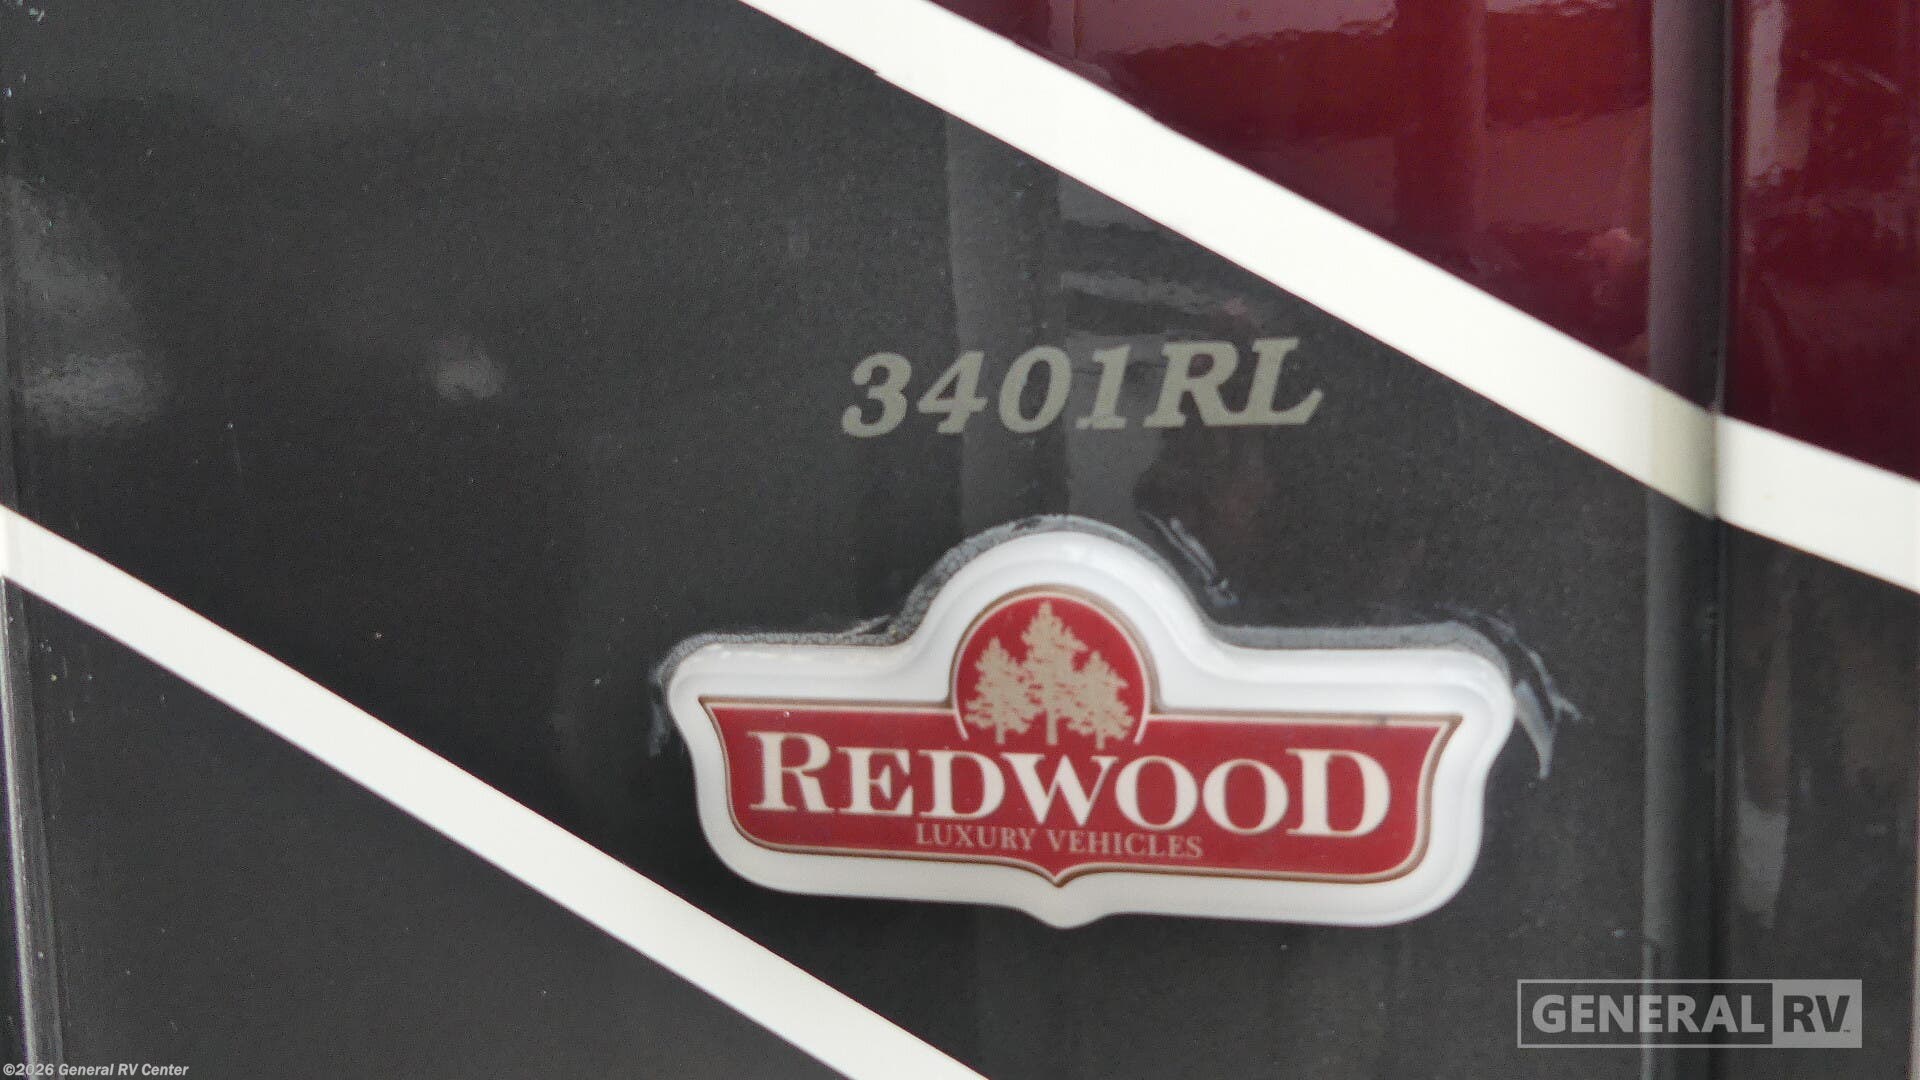 3401RL
REDWOOD
LUXURY VEHICLES
GENERAL RV
©2026 General RV Center